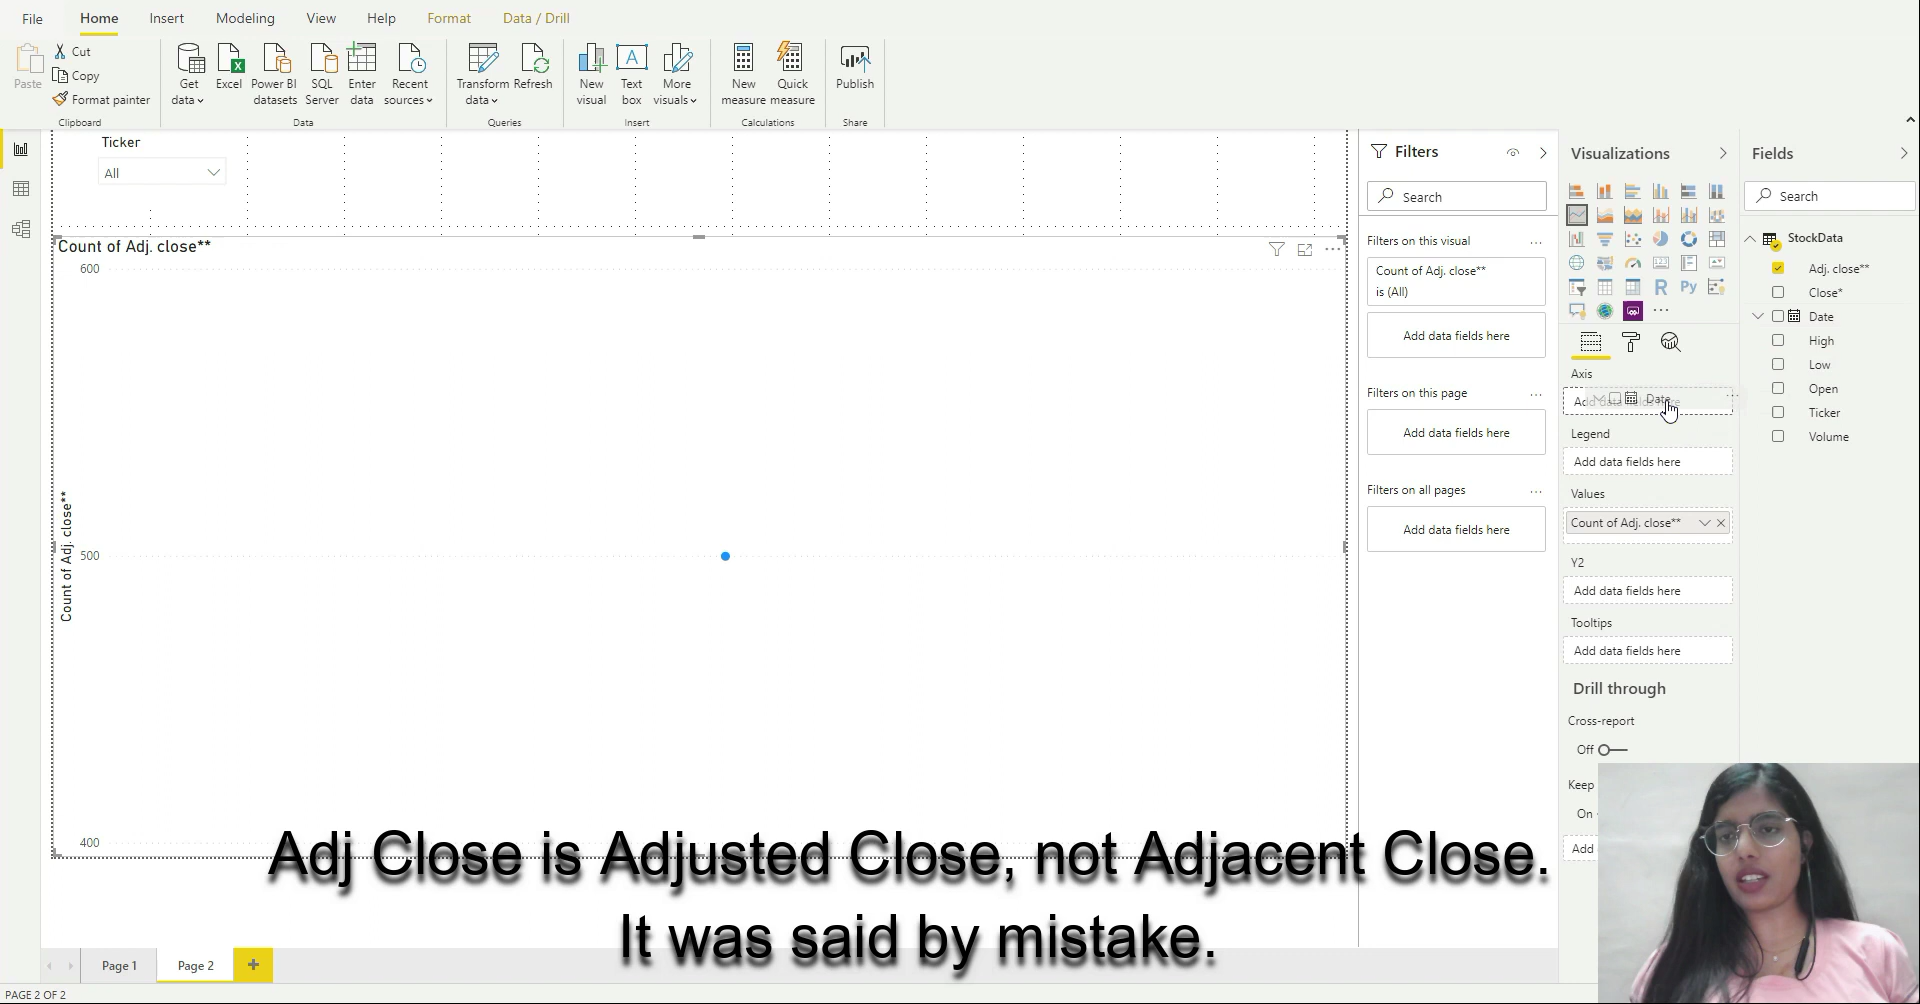 File Home Insert Modeling View Help Format Data / Drill
Paste
Cut
Copy
Format painter
Clipboard
Get data
Excel
Power BI datasets
SQL Server
Enter data
Recent sources
Data
Transform data
Refresh
Queries
New visual
Text box
More visuals
Insert
New measure
Quick measure
Calculations
Publish
Share
Ticker
All
Count of Adj. close**
600
500
400
Count of Adj. close**
Filters
Search
Filters on this visual
Count of Adj. close**
is (All)
Add data fields here
Filters on this page
Add data fields here
Filters on all pages
Add data fields here
Visualizations
R
Py
123
Axis
Date
Legend
Add data fields here
Values
Count of Adj. close**
Y2
Add data fields here
Tooltips
Add data fields here
Drill through
Cross-report
Off
Keep
On
Add
Fields
Search
StockData
Adj. close**
Close*
Date
High
Low
Open
Ticker
Volume
Adj Close is Adjusted Close, not Adjacent Close.
It was said by mistake.
Page 1
Page 2
PAGE 2 OF 2